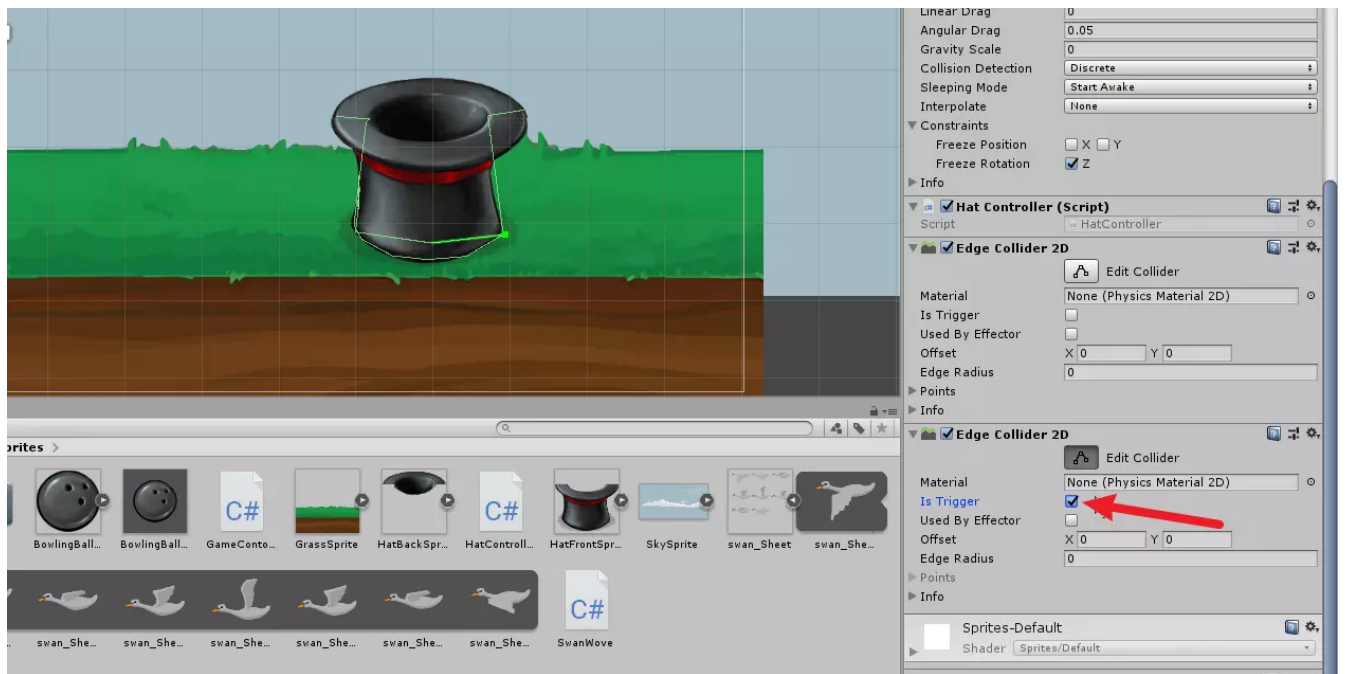 Linear Drag 0
Angular Drag 0.05
Gravity Scale 0
Collision Detection Discrete
Sleeping Mode Start Awake
Interpolate None
Constraints
Freeze Position X Y
Freeze Rotation Z
Info
Hat Controller (Script)
Script HatController
Edge Collider 2D
Edit Collider
Material None (Physics Material 2D)
Is Trigger
Used By Effector
Offset X 0 Y 0
Edge Radius 0
Points
Info
Edge Collider 2D
Edit Collider
Material None (Physics Material 2D)
Is Trigger
Used By Effector
Offset X 0 Y 0
Edge Radius 0
Points
Info
Sprites-Default
Shader Sprites/Default
prites >
C# C#
BowlingBall... BowlingBall... GameConto... GrassSprite HatBackSpr... HatControll... HatFrontSpr... SkySprite swan_Sheet swan_She...
C#
swan_She... swan_She... swan_She... swan_She... swan_She... swan_She... SwanWove